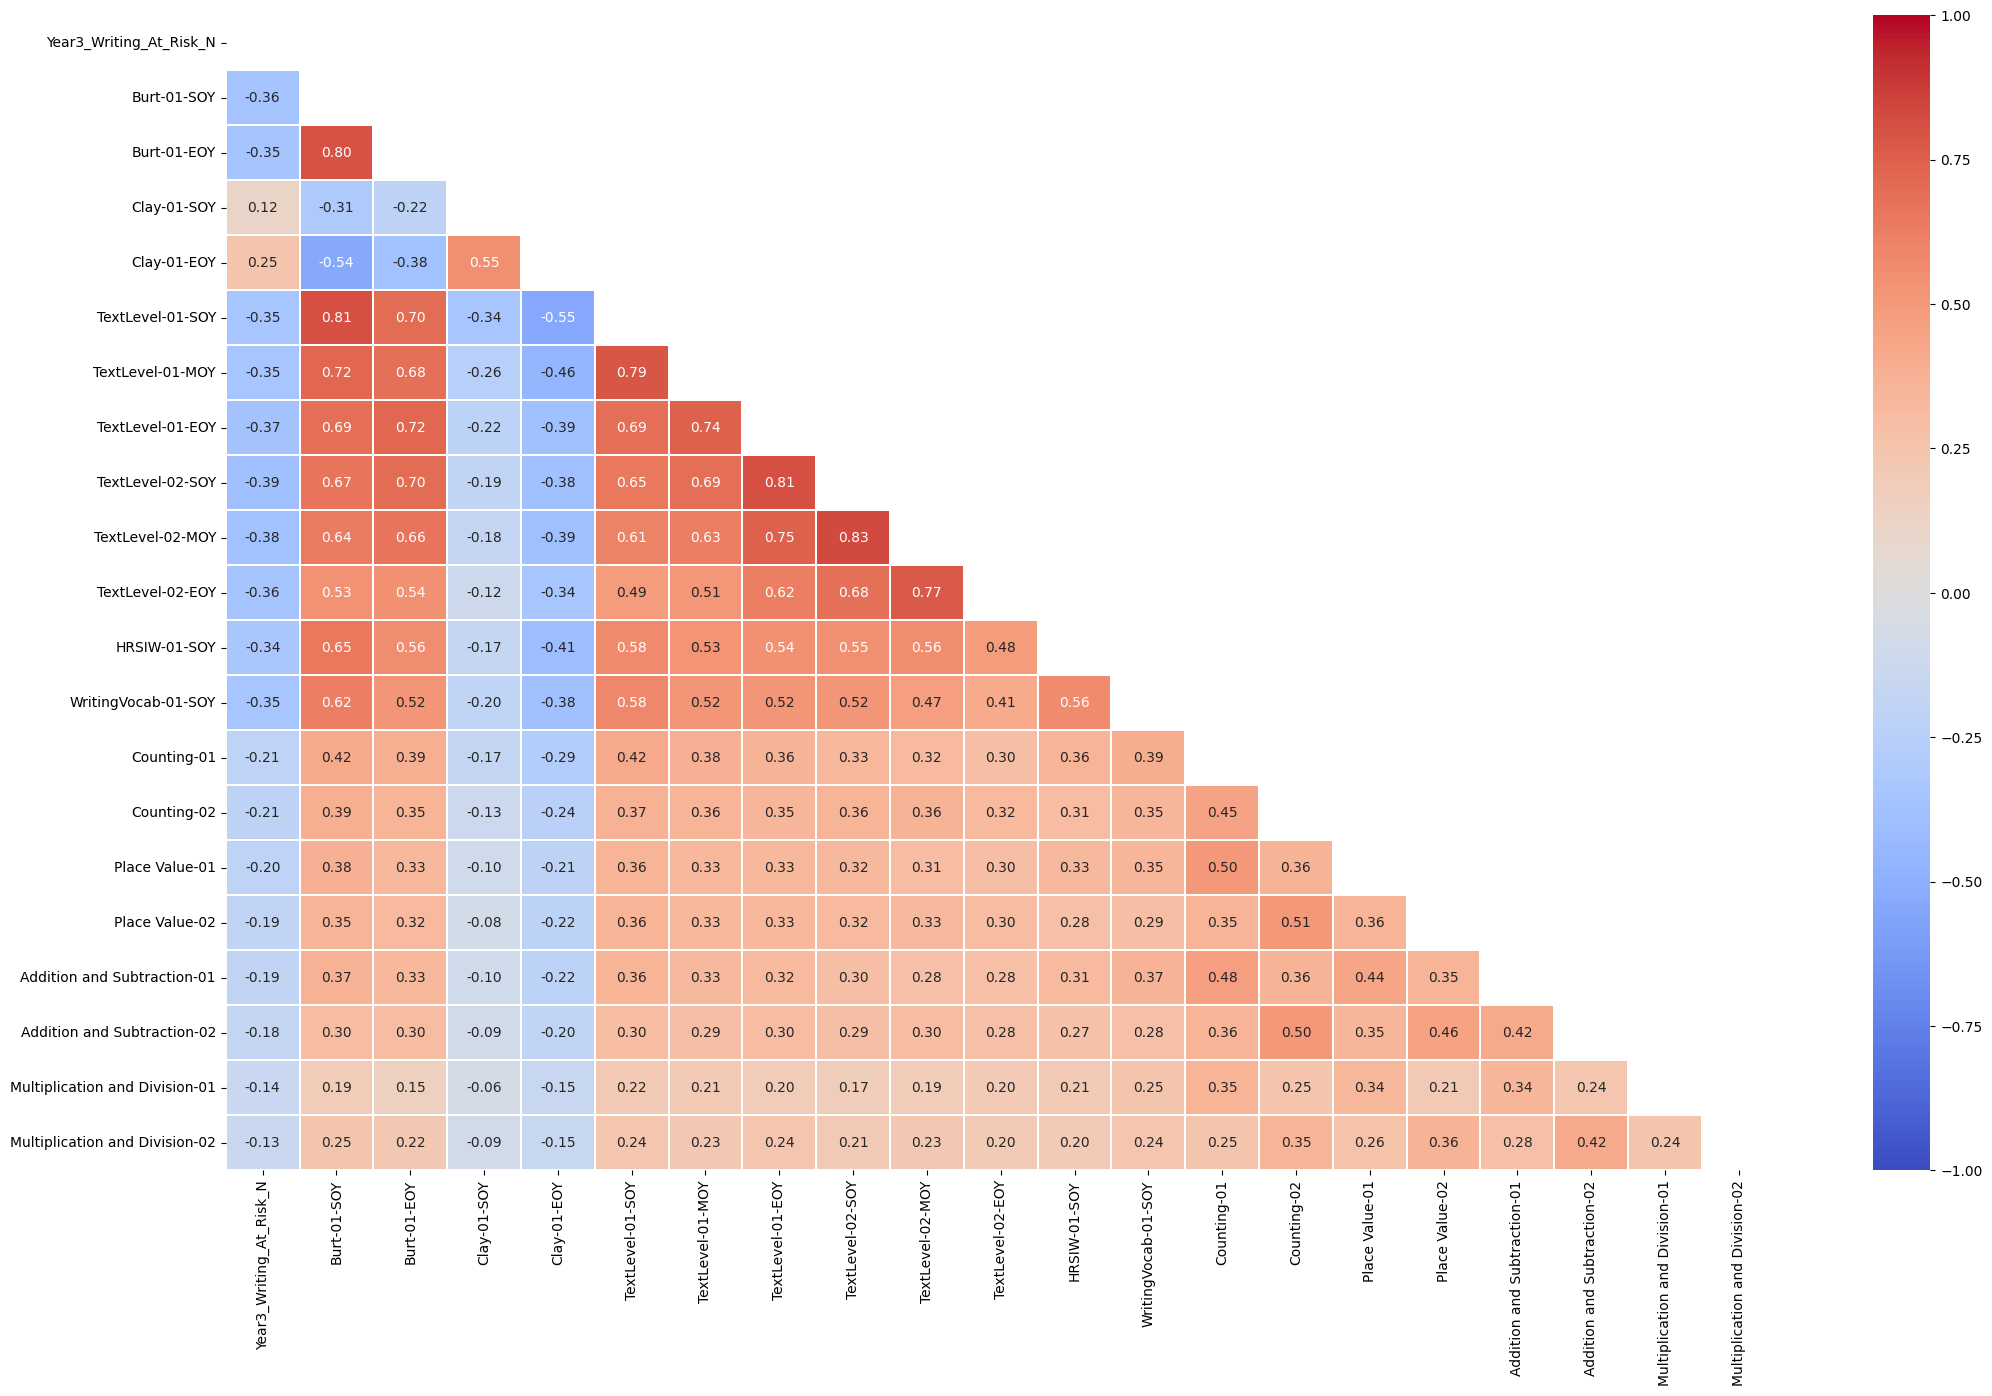 Year3_Writing_At_Risk_N
Burt-01-SOY -0.36
Burt-01-EOY -0.35 0.80
Clay-01-SOY 0.12 -0.31 -0.22
Clay-01-EOY 0.25 -0.54 -0.38 0.55
TextLevel-01-SOY -0.35 0.81 0.70 -0.34 -0.55
TextLevel-01-MOY -0.35 0.72 0.68 -0.26 -0.46 0.79
TextLevel-01-EOY -0.37 0.69 0.72 -0.22 -0.39 0.69 0.74
TextLevel-02-SOY -0.39 0.67 0.70 -0.19 -0.38 0.65 0.69 0.81
TextLevel-02-MOY -0.38 0.64 0.66 -0.18 -0.39 0.61 0.63 0.75 0.83
TextLevel-02-EOY -0.36 0.53 0.54 -0.12 -0.34 0.49 0.51 0.62 0.68 0.77
HRSIW-01-SOY -0.34 0.65 0.56 -0.17 -0.41 0.58 0.53 0.54 0.55 0.56 0.48
WritingVocab-01-SOY -0.35 0.62 0.52 -0.20 -0.38 0.58 0.52 0.52 0.52 0.47 0.41 0.56
Counting-01 -0.21 0.42 0.39 -0.17 -0.29 0.42 0.38 0.36 0.33 0.32 0.30 0.36 0.39
Counting-02 -0.21 0.39 0.35 -0.13 -0.24 0.37 0.36 0.35 0.36 0.36 0.32 0.31 0.35 0.45
Place Value-01 -0.20 0.38 0.33 -0.10 -0.21 0.36 0.33 0.33 0.32 0.31 0.30 0.33 0.35 0.50 0.36
Place Value-02 -0.19 0.35 0.32 -0.08 -0.22 0.36 0.33 0.33 0.32 0.33 0.30 0.28 0.29 0.35 0.51 0.36
Addition and Subtraction-01 -0.19 0.37 0.33 -0.10 -0.22 0.36 0.33 0.32 0.30 0.28 0.28 0.31 0.37 0.48 0.36 0.44 0.35
Addition and Subtraction-02 -0.18 0.30 0.30 -0.09 -0.20 0.30 0.29 0.30 0.29 0.30 0.28 0.27 0.28 0.36 0.50 0.35 0.46 0.42
Multiplication and Division-01 -0.14 0.19 0.15 -0.06 -0.15 0.22 0.21 0.20 0.17 0.19 0.20 0.21 0.25 0.35 0.25 0.34 0.21 0.34 0.24
Multiplication and Division-02 -0.13 0.25 0.22 -0.09 -0.15 0.24 0.23 0.24 0.21 0.23 0.20 0.20 0.24 0.25 0.35 0.26 0.36 0.28 0.42 0.24
Year3_Writing_At_Risk_N
Burt-01-SOY
Burt-01-EOY
Clay-01-SOY
Clay-01-EOY
TextLevel-01-SOY
TextLevel-01-MOY
TextLevel-01-EOY
TextLevel-02-SOY
TextLevel-02-MOY
TextLevel-02-EOY
HRSIW-01-SOY
WritingVocab-01-SOY
Counting-01
Counting-02
Place Value-01
Place Value-02
Addition and Subtraction-01
Addition and Subtraction-02
Multiplication and Division-01
Multiplication and Division-02
1.00
0.75
0.50
0.25
0.00
−0.25
−0.50
−0.75
−1.00